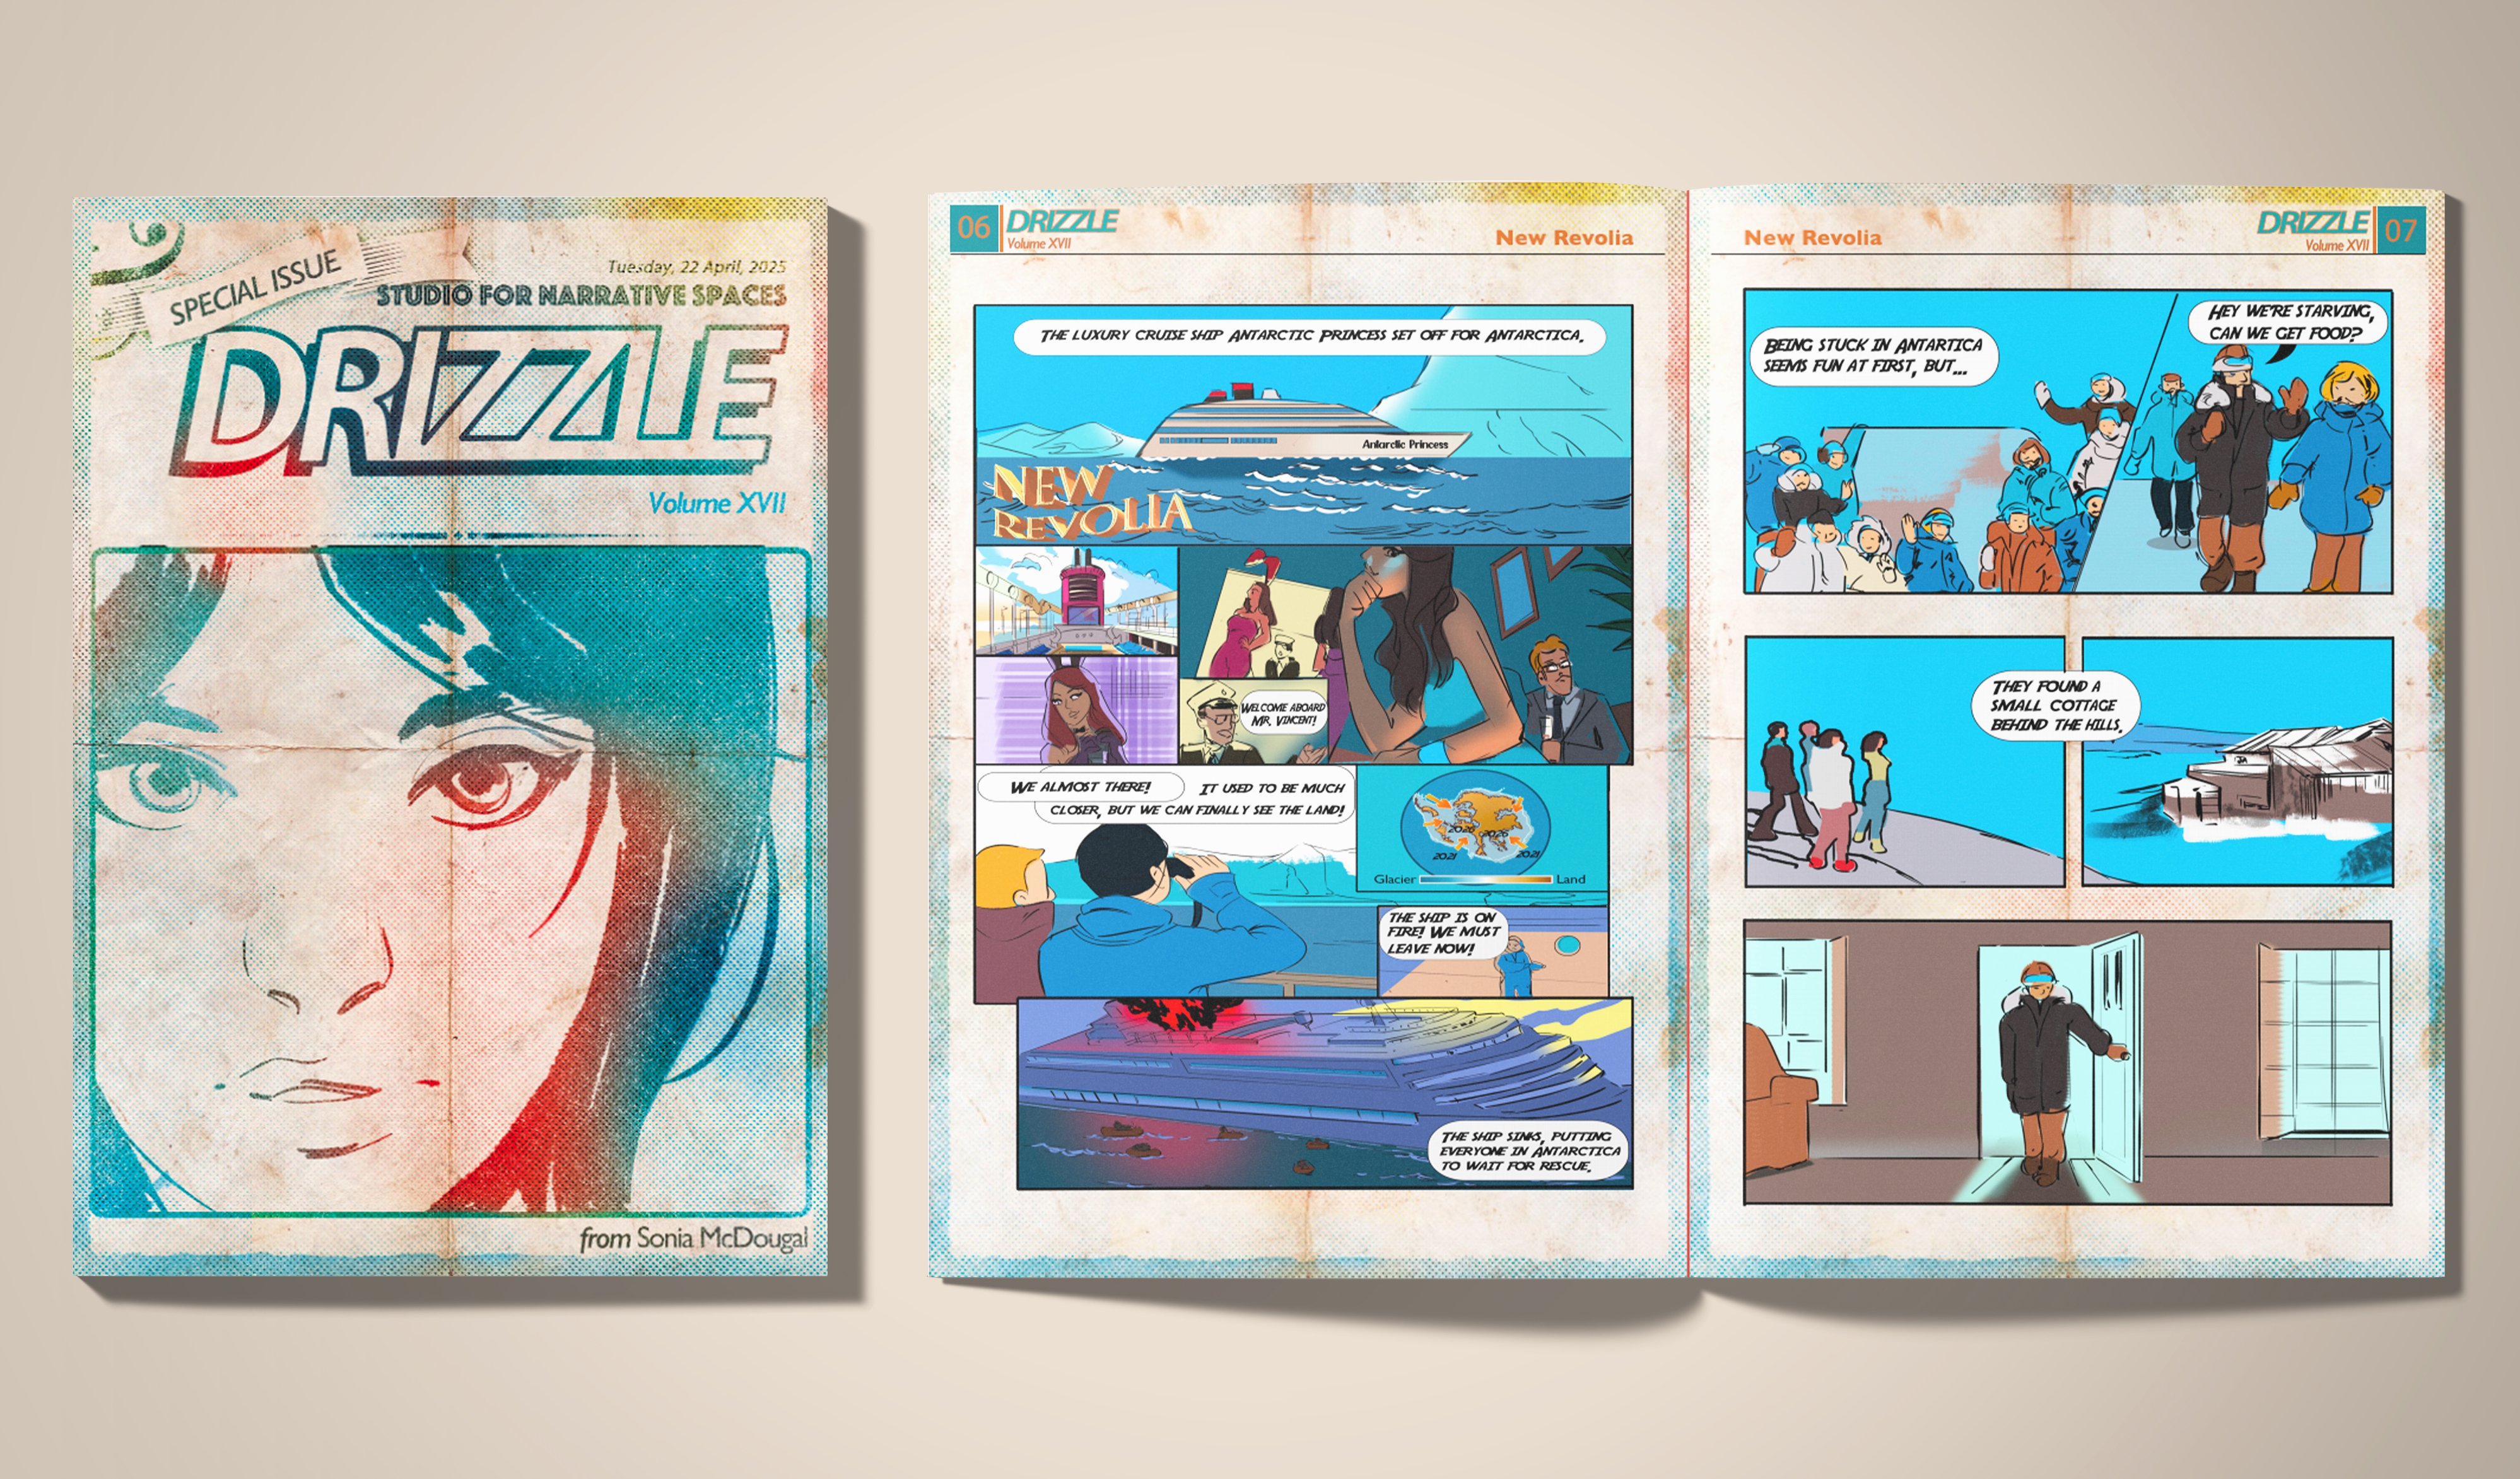 SPECIAL ISSUE
Tuesday, 22 April, 2025
STUDIO FOR NARRATIVE SPACES
DRIZZLE
Volume XVII
from Sonia McDougal
06
DRIZZLE
Volume XVII
New Revolia
THE LUXURY CRUISE SHIP ANTARCTIC PRINCESS SET OFF FOR ANTARCTICA.
Antarctic Princess
NEW
REVOLIA
WELCOME ABOARD
MR. VINCENT!
WE ALMOST THERE!
IT USED TO BE MUCH
CLOSER, BUT WE CAN FINALLY SEE THE LAND!
2026
2026
2021
2021
Glacier
Land
THE SHIP IS ON
FIRE! WE MUST
LEAVE NOW!
THE SHIP SINKS, PUTTING
EVERYONE IN ANTARCTICA
TO WAIT FOR RESCUE.
New Revolia
DRIZZLE
Volume XVII
07
BEING STUCK IN ANTARTICA
SEEMS FUN AT FIRST, BUT...
HEY WE'RE STARVING,
CAN WE GET FOOD?
THEY FOUND A
SMALL COTTAGE
BEHIND THE HILLS.